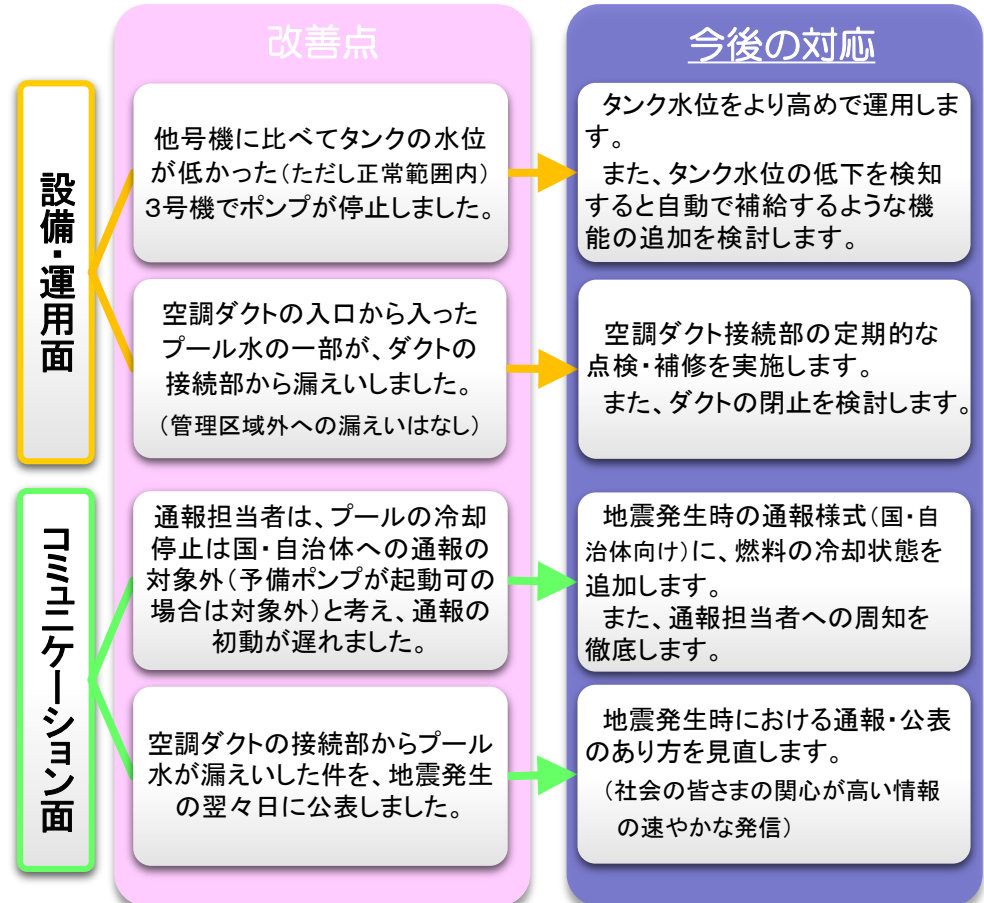 改善点
今後の対応
設備・運用面
他号機に比べてタンクの水位
が低かった（ただし正常範囲内）
３号機でポンプが停止しました。
タンク水位をより高めで運用しま
す。
また、タンク水位の低下を検知
すると自動で補給するような機
能の追加を検討します。
空調ダクトの入口から入った
プール水の一部が、ダクトの
接続部から漏えいしました。
（管理区域外への漏えいはなし）
空調ダクト接続部の定期的な
点検・補修を実施します。
また、ダクトの閉止を検討します。
コミュニケーション面
通報担当者は、プールの冷却
停止は国・自治体への通報の
対象外（予備ポンプが起動可の
場合は対象外）と考え、通報の
初動が遅れました。
地震発生時の通報様式（国・自
治体向け）に、燃料の冷却状態を
追加します。
また、通報担当者への周知を
徹底します。
空調ダクトの接続部からプール
水が漏えいした件を、地震発生
の翌々日に公表しました。
地震発生時における通報・公表
のあり方を見直します。
（社会の皆さまの関心が高い情報
の速やかな発信）